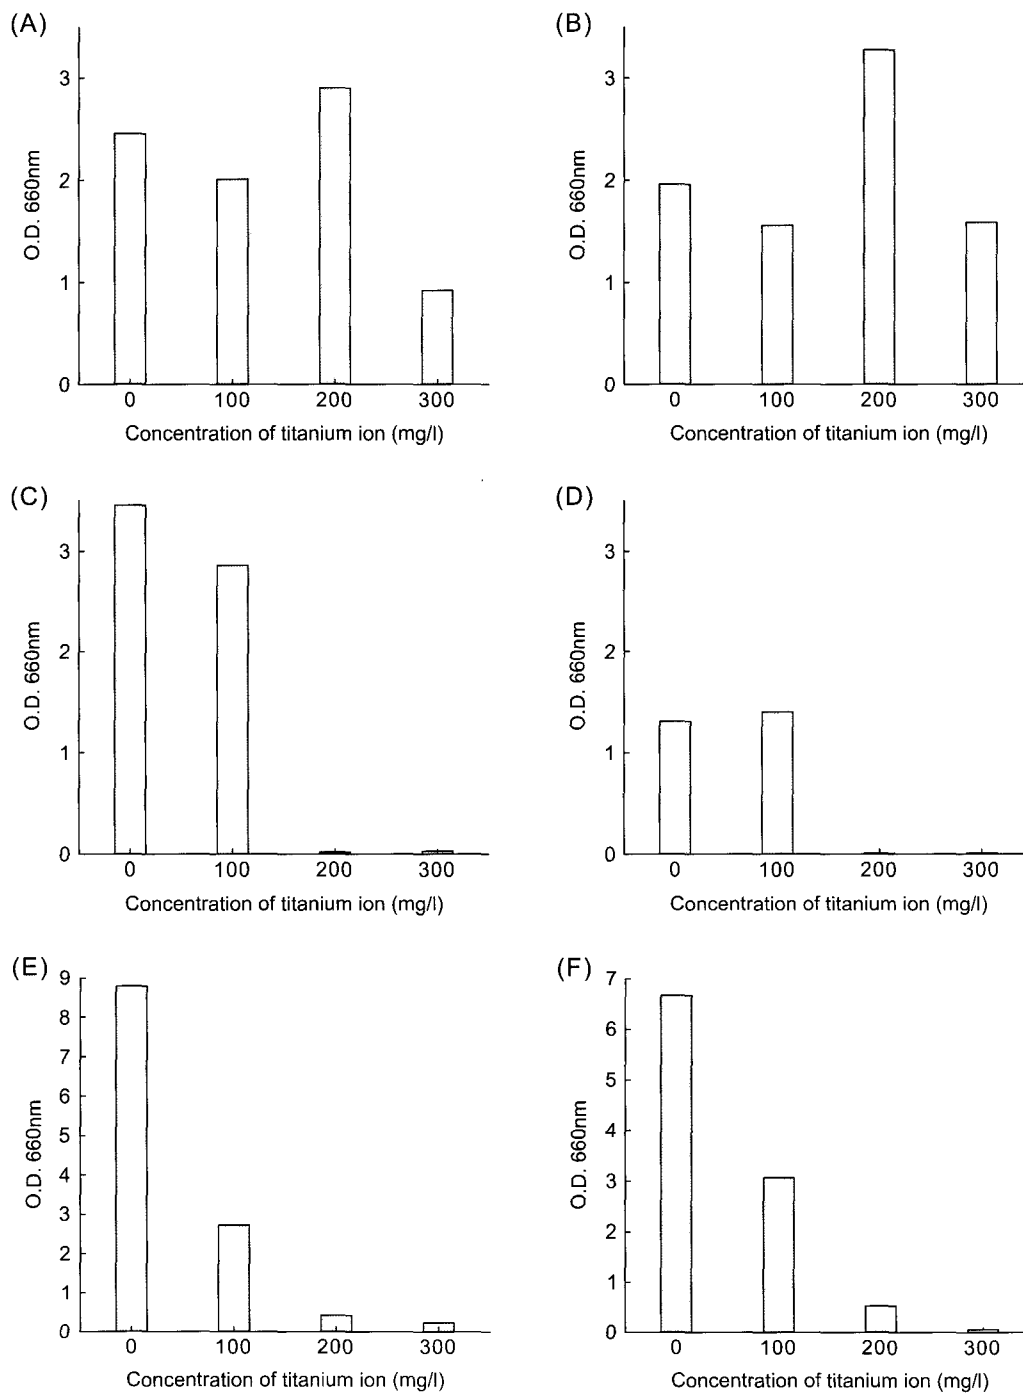 (A)
3
2
1
0
O.D. 660nm
0 100 200 300
Concentration of titanium ion (mg/l)
(B)
3
2
1
0
O.D. 660nm
0 100 200 300
Concentration of titanium ion (mg/l)
(C)
3
2
1
0
O.D. 660nm
0 100 200 300
Concentration of titanium ion (mg/l)
(D)
3
2
1
0
O.D. 660nm
0 100 200 300
Concentration of titanium ion (mg/l)
(E)
9
8
7
6
5
4
3
2
1
0
O.D. 660nm
0 100 200 300
Concentration of titanium ion (mg/l)
(F)
7
6
5
4
3
2
1
0
O.D. 660nm
0 100 200 300
Concentration of titanium ion (mg/l)